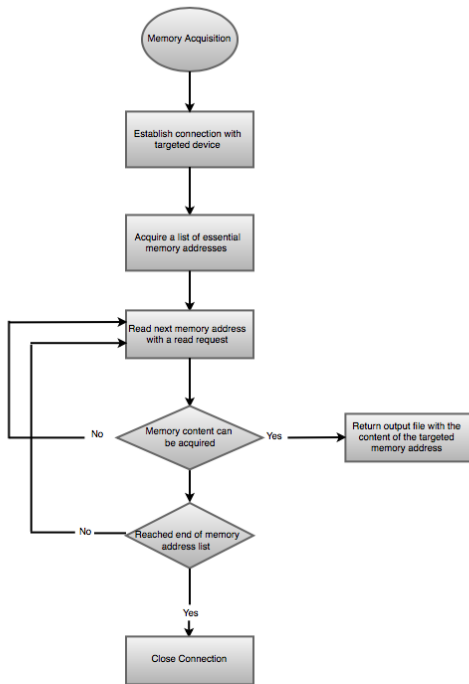 Memory Acquisition
Establish connection with
targeted device
Acquire a list of essential
memory addresses
Read next memory address
with a read request
No
Memory content can
be acquired
Yes
Return output file with the
content of the targeted
memory address
No
Reached end of memory
address list
Yes
Close Connection